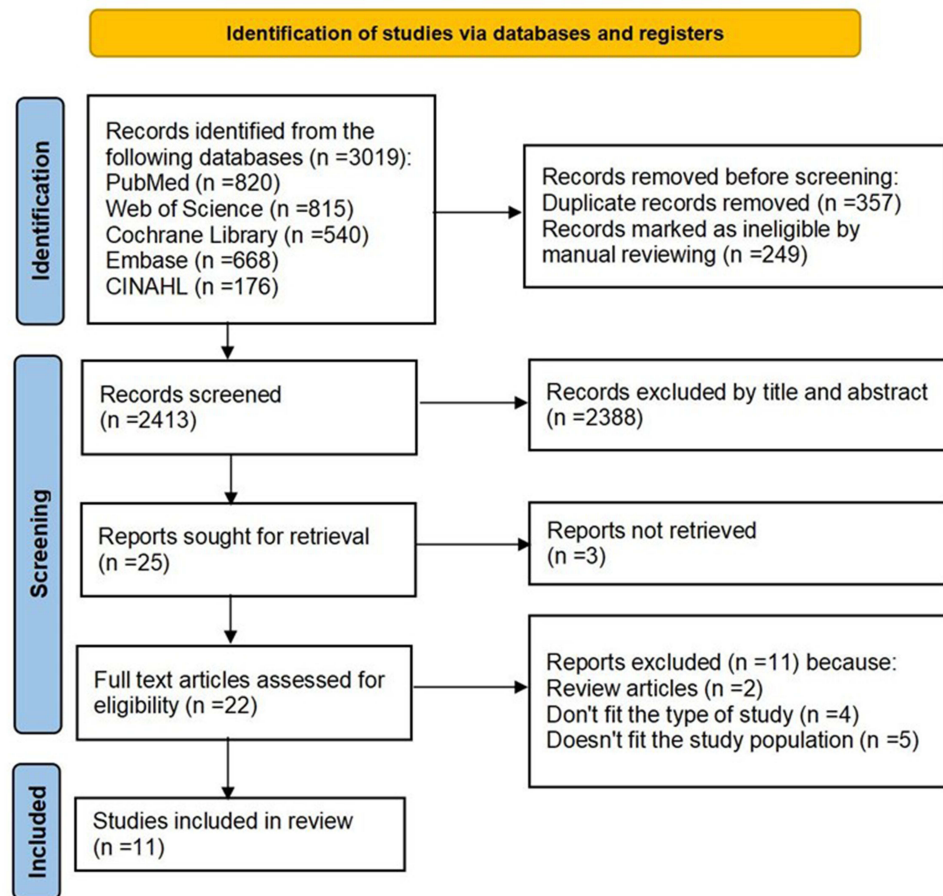 Identification of studies via databases and registers
Identification
Records identified from the
following databases (n =3019):
PubMed (n =820)
Web of Science (n =815)
Cochrane Library (n =540)
Embase (n =668)
CINAHL (n =176)
Records removed before screening:
Duplicate records removed (n =357)
Records marked as ineligible by
manual reviewing (n =249)
Screening
Records screened
(n =2413)
Records excluded by title and abstract
(n =2388)
Reports sought for retrieval
(n =25)
Reports not retrieved
(n =3)
Full text articles assessed for
eligibility (n =22)
Reports excluded (n =11) because:
Review articles (n =2)
Don't fit the type of study (n =4)
Doesn't fit the study population (n =5)
Included
Studies included in review
(n =11)